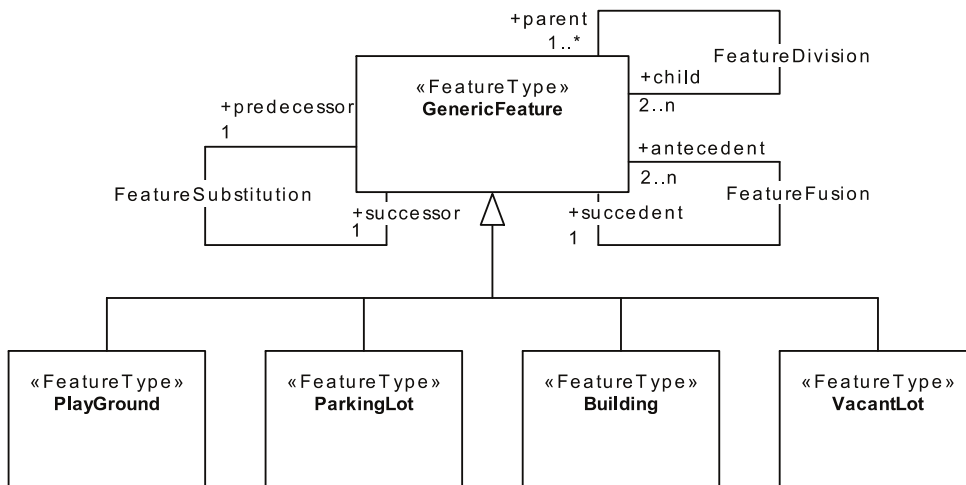 +parent
1..*
FeatureDivision
«FeatureType»
GenericFeature
+child
2..n
+predecessor
1
+antecedent
2..n
FeatureSubstitution
FeatureFusion
+successor
1
+succedent
1
«FeatureType»
PlayGround
«FeatureType»
ParkingLot
«FeatureType»
Building
«FeatureType»
VacantLot